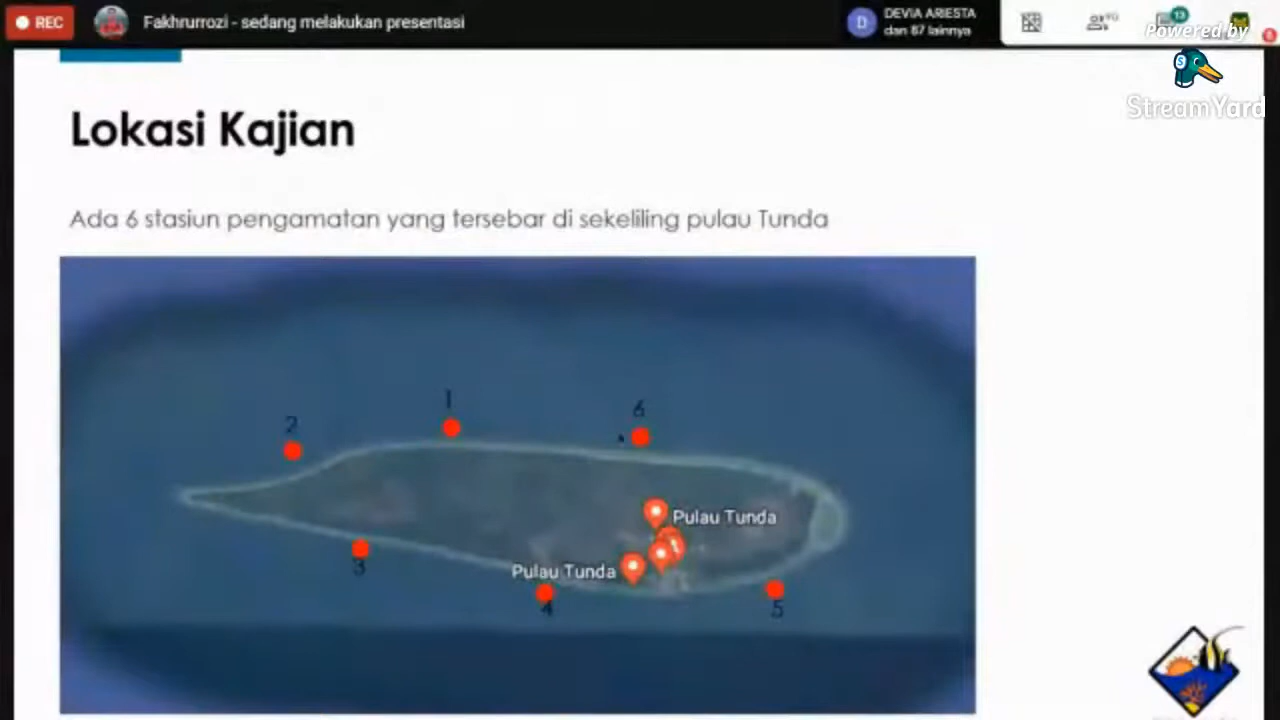 REC
Fakhrurrozi - sedang melakukan presentasi
D
DEVIA ARIESTA
dan 87 lainnya
13
Powered by
StreamYard
Lokasi Kajian
Ada 6 stasiun pengamatan yang tersebar di sekeliling pulau Tunda
1
2
6
Pulau Tunda
3
Pulau Tunda
4
5